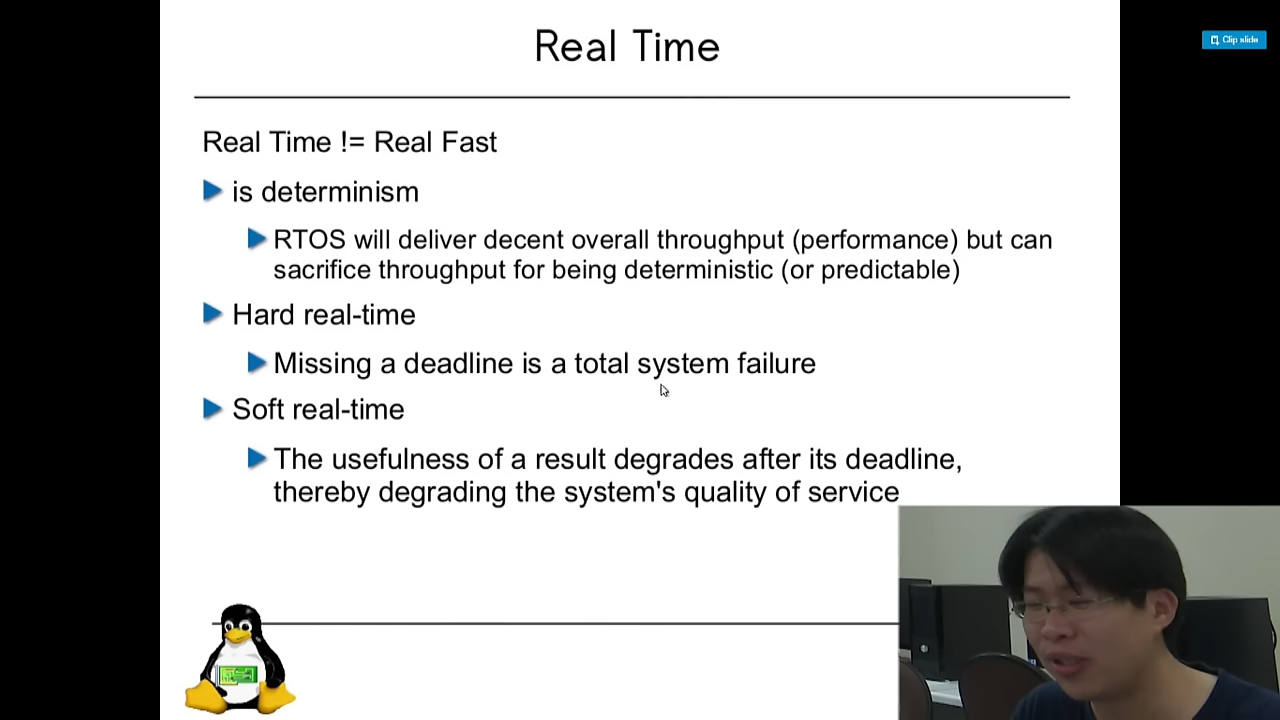 Real Time
Clip slide
Real Time != Real Fast
is determinism
RTOS will deliver decent overall throughput (performance) but can
sacrifice throughput for being deterministic (or predictable)
Hard real-time
Missing a deadline is a total system failure
Soft real-time
The usefulness of a result degrades after its deadline,
thereby degrading the system's quality of service